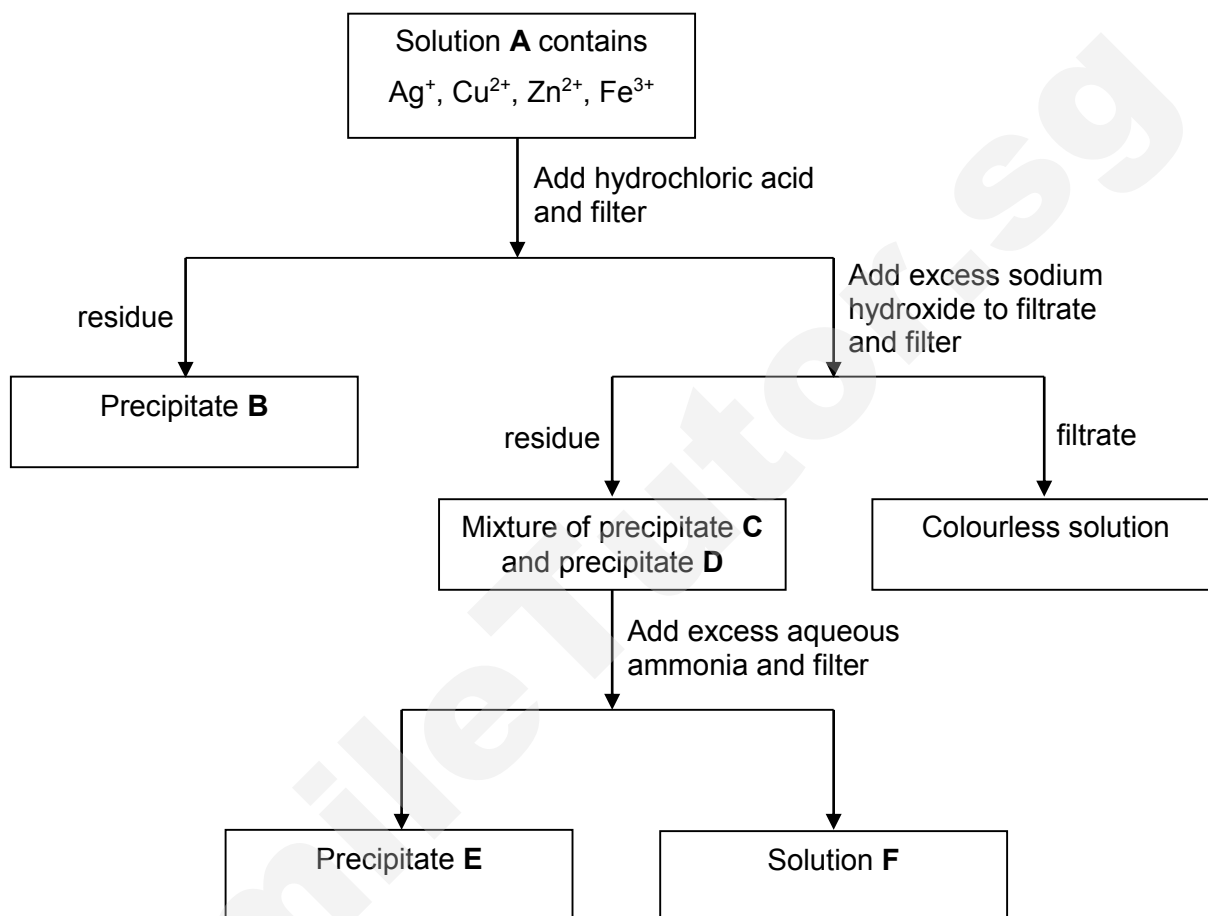 Solution A contains
Ag⁺, Cu²⁺, Zn²⁺, Fe³⁺
Add hydrochloric acid
and filter
residue
Add excess sodium
hydroxide to filtrate
and filter
Precipitate B
residue
filtrate
Mixture of precipitate C
and precipitate D
Colourless solution
Add excess aqueous
ammonia and filter
Precipitate E
Solution F
mileTutor.sg